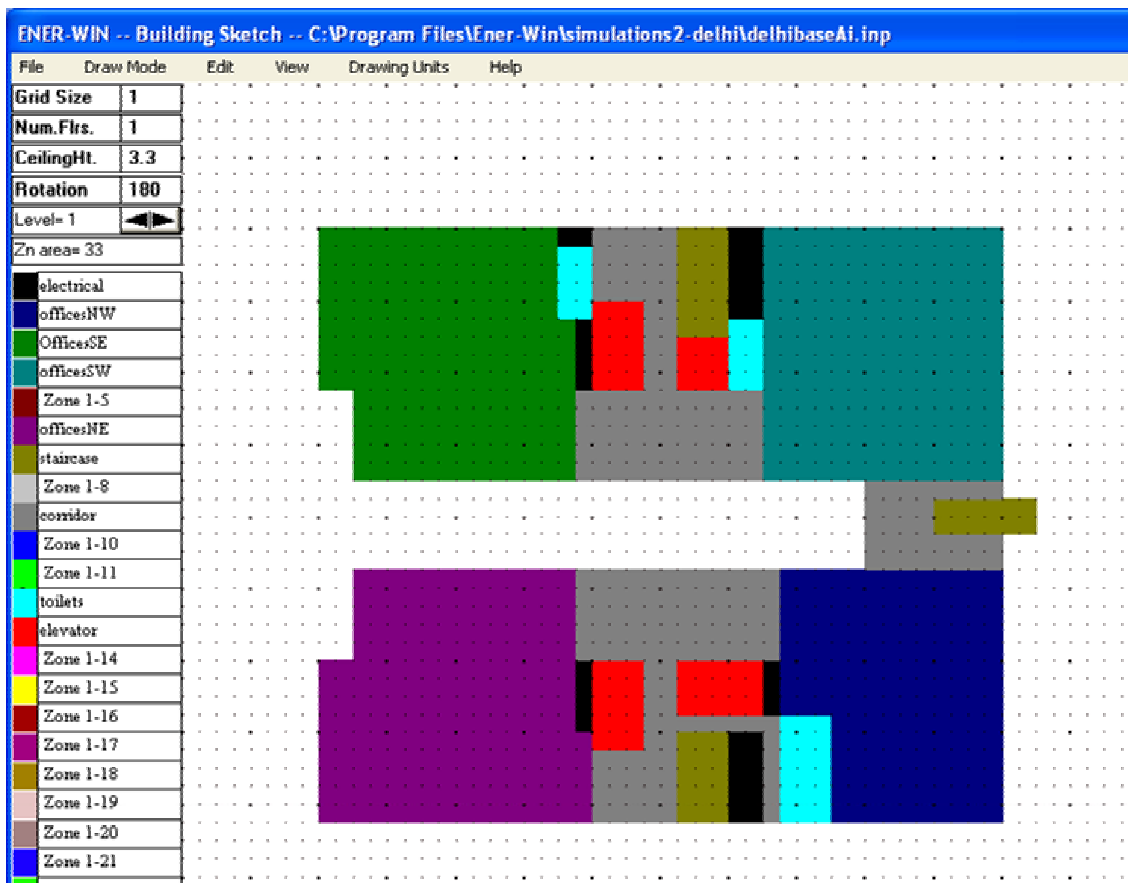 ENER-WIN -- Building Sketch -- C:\Program Files\Ener-Win\simulations2-delhi\delhibaseAi.inp
File Draw Mode Edit View Drawing Units Help
Grid Size 1
Num.Flrs. 1
CeilingHt. 3.3
Rotation 180
Level= 1
Zn area= 33
electrical
officesNW
OfficesSE
officesSW
Zone 1-5
officesNE
staircase
Zone 1-8
corridor
Zone 1-10
Zone 1-11
toilets
elevator
Zone 1-14
Zone 1-15
Zone 1-16
Zone 1-17
Zone 1-18
Zone 1-19
Zone 1-20
Zone 1-21